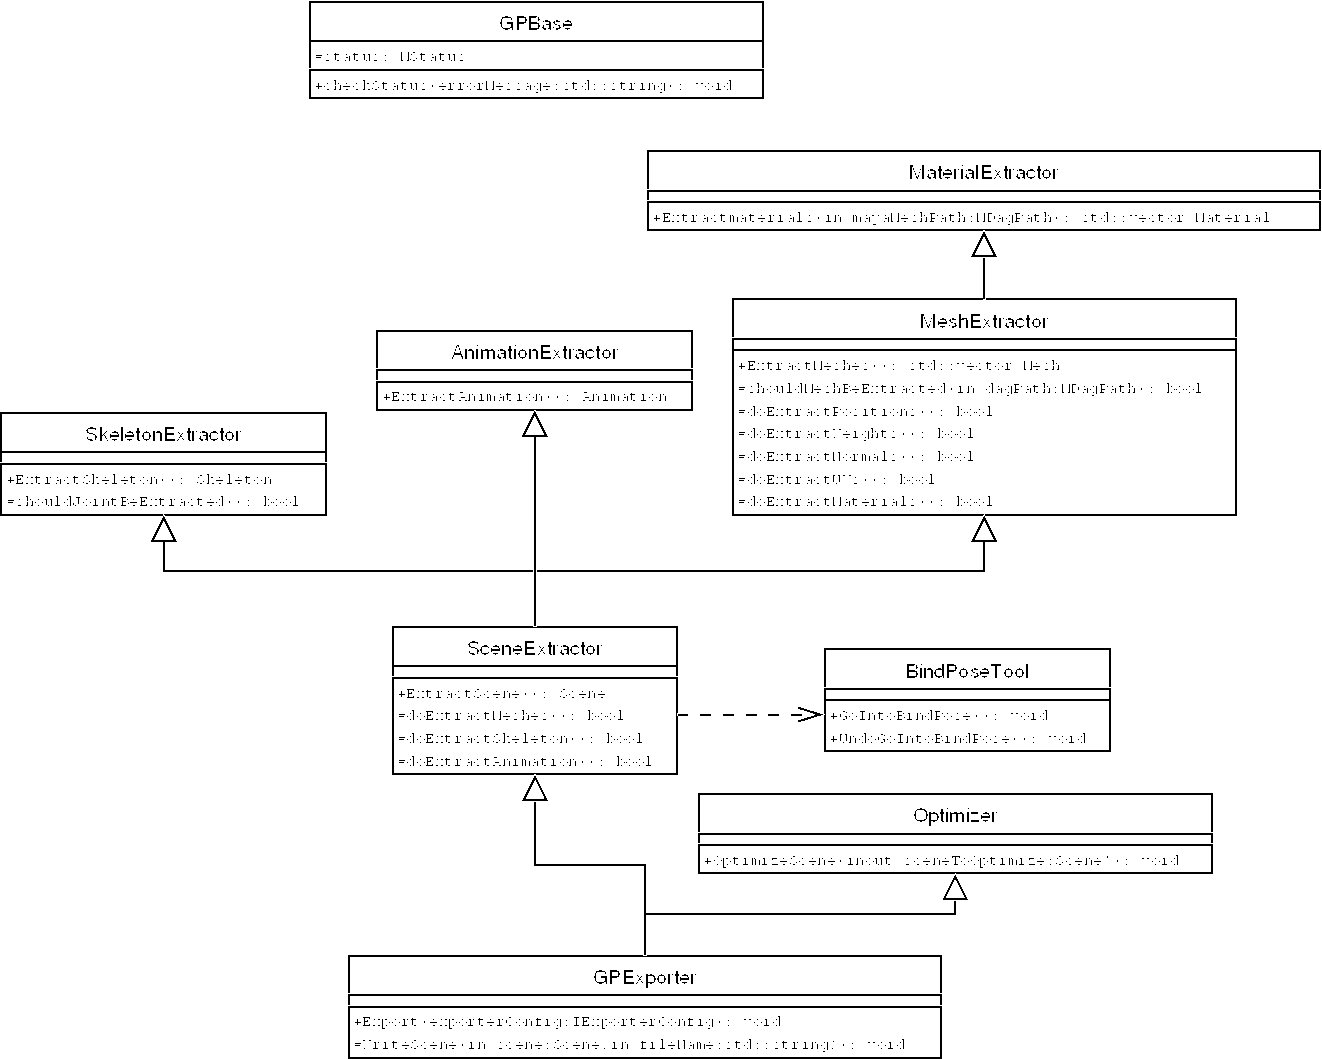 GPBase
#status: MStatus
+checkStatus(errorMessage:std::string): void
MaterialExtractor
+Extractmaterials(in mayaMeshPath:MDagPath): std::vector Material
MeshExtractor
+ExtractMeshes(): std::vector Mesh
#shouldMeshBeExtracted(in dagPath:MDagPath): bool
#doExtractPositions(): bool
#doExtractWeights(): bool
#doExtractNormals(): bool
#doExtractUVs(): bool
#doExtractMaterials(): bool
AnimationExtractor
+ExtractAnimation(): Animation
SkeletonExtractor
+ExtractSkeleton(): Skeleton
#shouldJointBeExtracted(): bool
SceneExtractor
+ExtractScene(): Scene
#doExtractMeshes(): bool
#doExtractSkeleton(): bool
#doExtractAnimation(): bool
BindPoseTool
+GoIntoBindPose(): void
+UndoGoIntoBindPose(): void
Optimizer
+OptimizeScene(inout sceneToOptimize:Scene*): void
GPExporter
+Export(exporterConfig:IExporterConfig): void
#WriteScene(in scene:Scene,in fileName:std::string): void